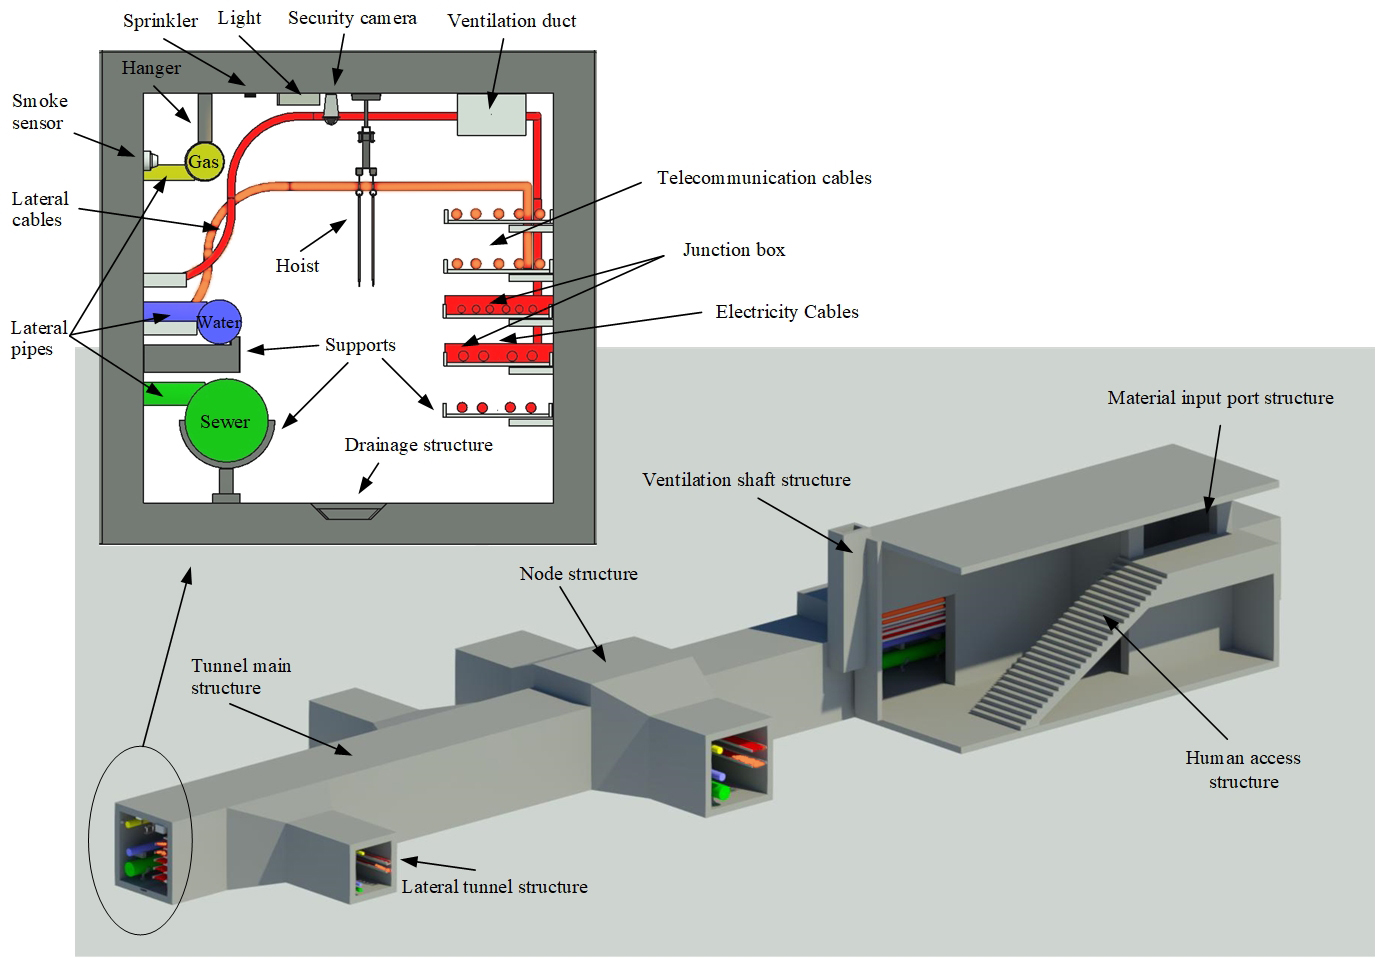 Sprinkler
Light
Security camera
Ventilation duct
Hanger
Smoke
sensor
Gas
Lateral
cables
Telecommunication cables
Junction box
Hoist
Electricity Cables
Lateral
pipes
Water
Supports
Sewer
Drainage structure
Material input port structure
Ventilation shaft structure
Node structure
Tunnel main
structure
Human access
structure
Lateral tunnel structure